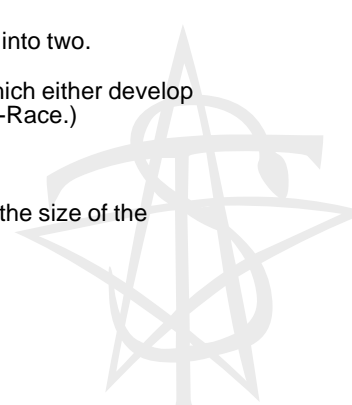 into two.
hich either develop
-Race.)
the size of the